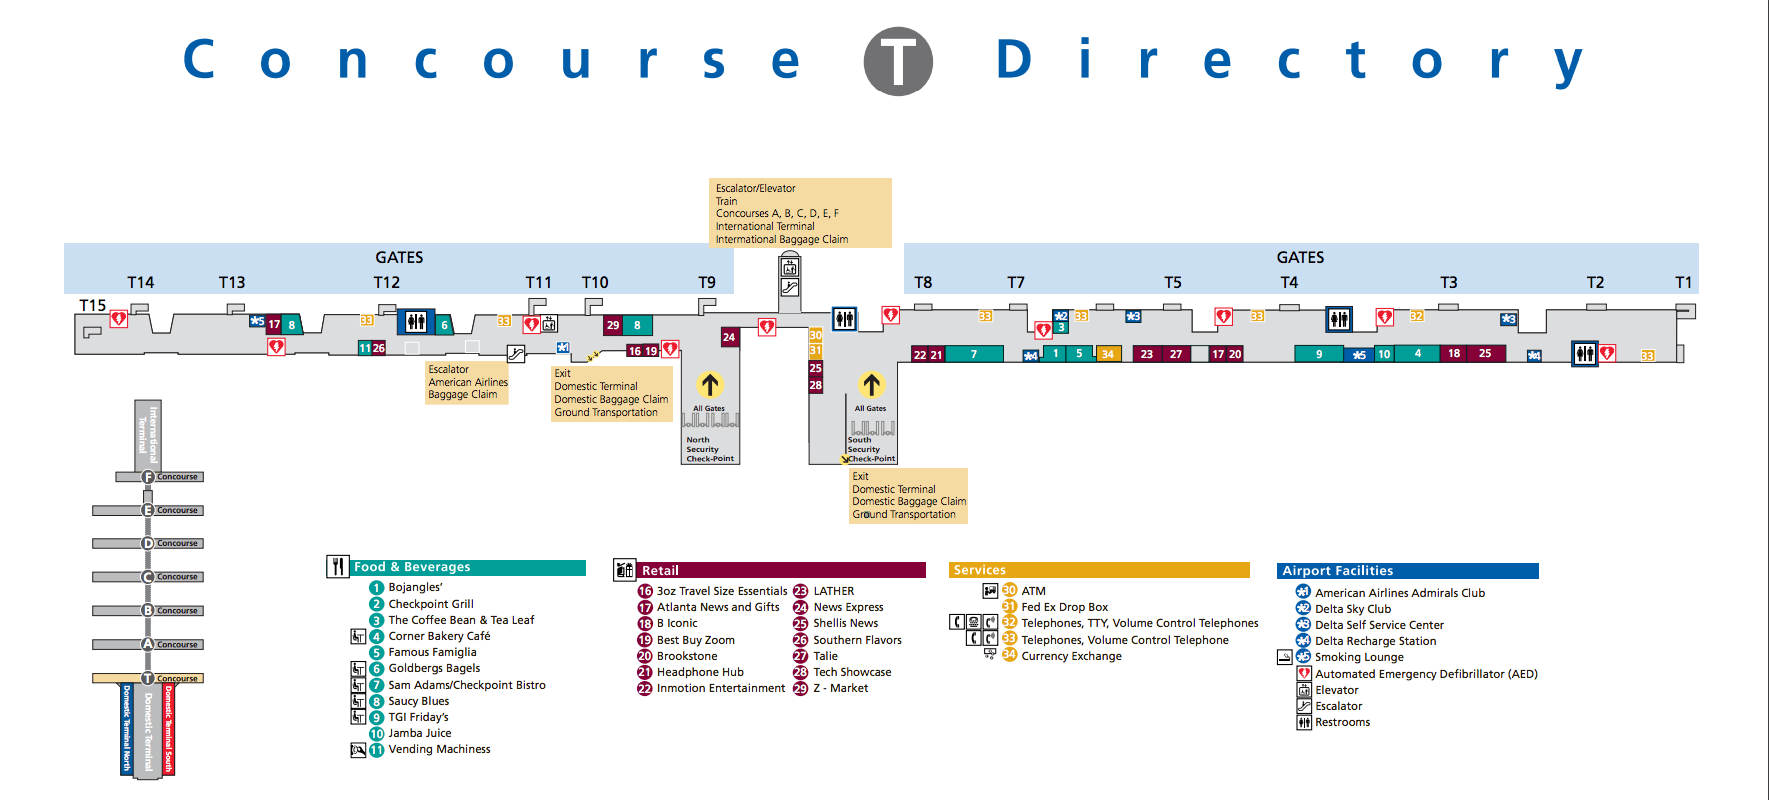 Concourse T Directory
Escalator/Elevator
Train
Concourses A, B, C, D, E, F
International Terminal
International Baggage Claim
GATES
GATES
T15
T14
T13
T12
T11
T10
T9
T8
T7
T5
T4
T3
T2
T1
5 17 8
33
6
33
29 8
24
30
31
25
28
11 26
1
16 19
33
2 33
3
3
33
32
3
22 21 7
4 1 5 34
23 27
17 20
9 5 10 4 18 25
4
33
Escalator
American Airlines
Baggage Claim
Exit
Domestic Terminal
Domestic Baggage Claim
Ground Transportation
All Gates
North
Security
Check-Point
All Gates
South
Security
Check-Point
Exit
Domestic Terminal
Domestic Baggage Claim
Ground Transportation
International
Terminal
F Concourse
E Concourse
D Concourse
C Concourse
B Concourse
A Concourse
T Concourse
Domestic Terminal North
Domestic Terminal
Domestic Terminal South
Food & Beverages
1 Bojangles’
2 Checkpoint Grill
3 The Coffee Bean & Tea Leaf
4 Corner Bakery Café
5 Famous Famiglia
6 Goldbergs Bagels
7 Sam Adams/Checkpoint Bistro
8 Saucy Blues
9 TGI Friday’s
10 Jamba Juice
11 Vending Machiness
Retail
16 3oz Travel Size Essentials
17 Atlanta News and Gifts
18 B Iconic
19 Best Buy Zoom
20 Brookstone
21 Headphone Hub
22 Inmotion Entertainment
23 LATHER
24 News Express
25 Shellis News
26 Southern Flavors
27 Talie
28 Tech Showcase
29 Z - Market
Services
30 ATM
31 Fed Ex Drop Box
32 Telephones, TTY, Volume Control Telephones
33 Telephones, Volume Control Telephone
34 Currency Exchange
Airport Facilities
1 American Airlines Admirals Club
2 Delta Sky Club
3 Delta Self Service Center
4 Delta Recharge Station
5 Smoking Lounge
Automated Emergency Defibrillator (AED)
Elevator
Escalator
Restrooms